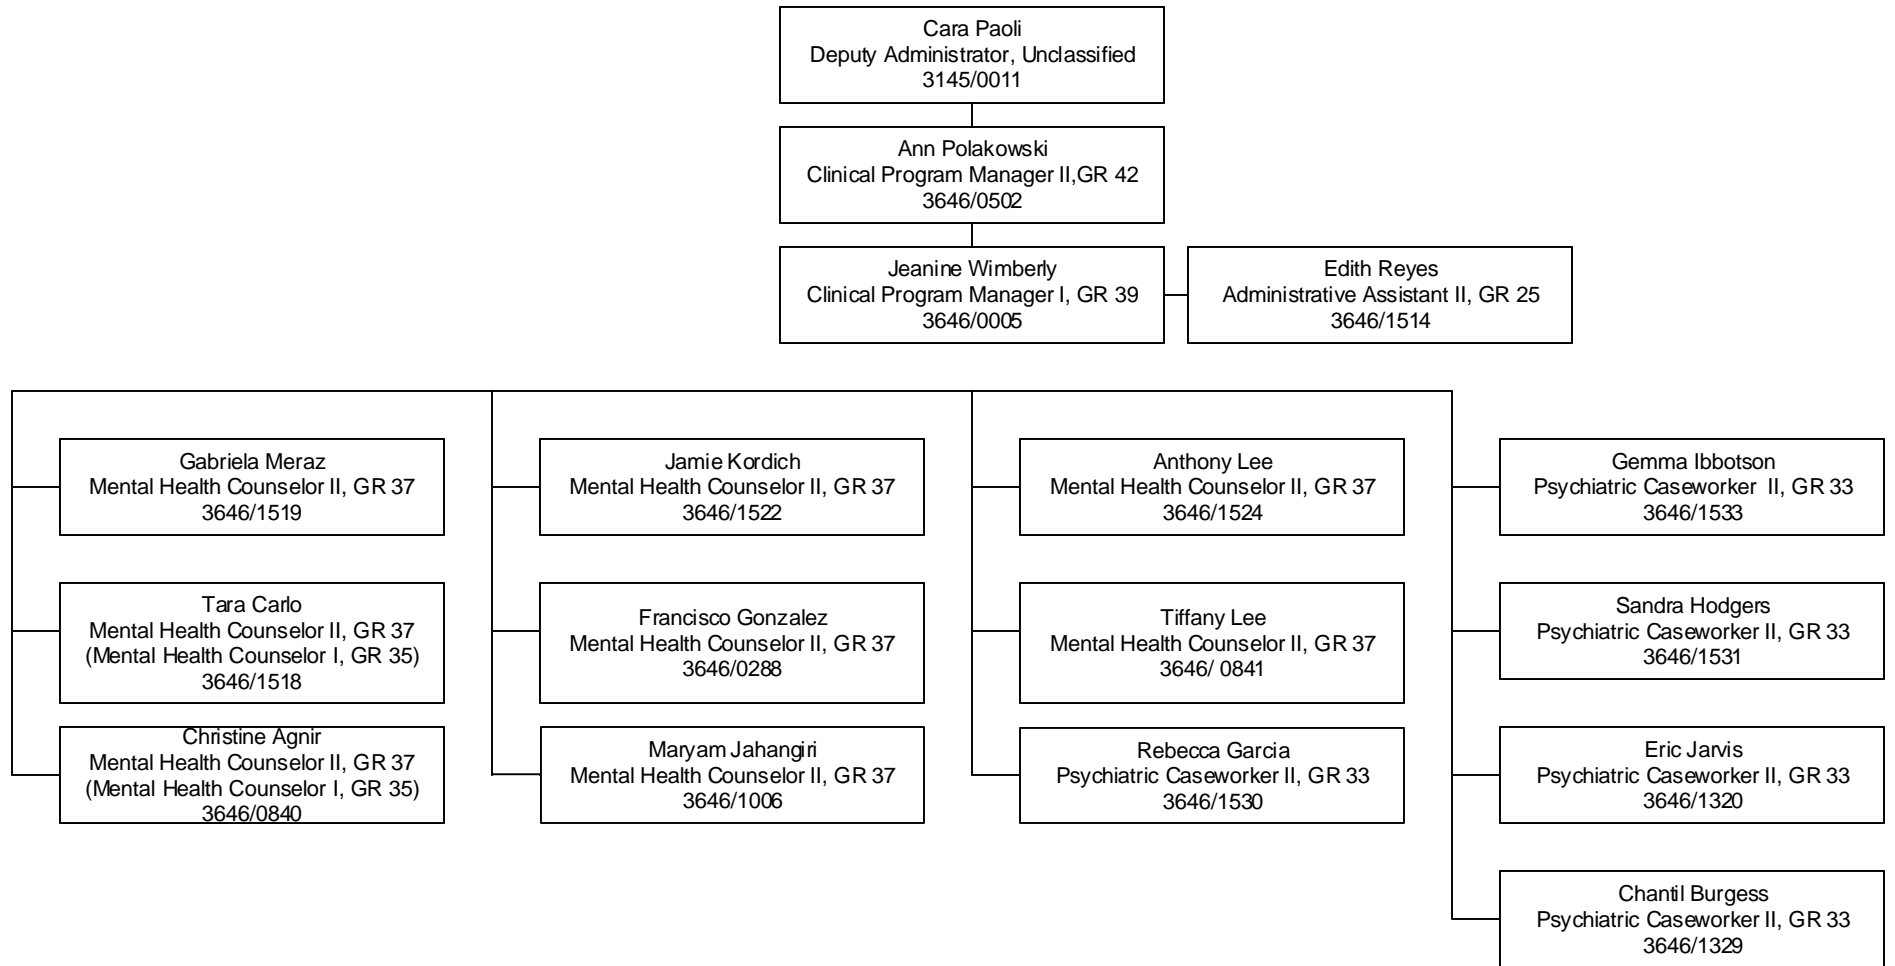 Cara Paoli
Deputy Administrator, Unclassified
3145/0011
Ann Polakowski
Clinical Program Manager II,GR 42
3646/0502
Jeanine Wimberly
Clinical Program Manager I, GR 39
3646/0005
Edith Reyes
Administrative Assistant II, GR 25
3646/1514
Gabriela Meraz
Mental Health Counselor II, GR 37
3646/1519
Tara Carlo
Mental Health Counselor II, GR 37
(Mental Health Counselor I, GR 35)
3646/1518
Christine Agnir
Mental Health Counselor II, GR 37
(Mental Health Counselor I, GR 35)
3646/0840
Jamie Kordich
Mental Health Counselor II, GR 37
3646/1522
Francisco Gonzalez
Mental Health Counselor II, GR 37
3646/0288
Maryam Jahangiri
Mental Health Counselor II, GR 37
3646/1006
Anthony Lee
Mental Health Counselor II, GR 37
3646/1524
Tiffany Lee
Mental Health Counselor II, GR 37
3646/ 0841
Rebecca Garcia
Psychiatric Caseworker II, GR 33
3646/1530
Gemma Ibbotson
Psychiatric Caseworker  II, GR 33
3646/1533
Sandra Hodgers
Psychiatric Caseworker II, GR 33
3646/1531
Eric Jarvis
Psychiatric Caseworker II, GR 33
3646/1320
Chantil Burgess
Psychiatric Caseworker II, GR 33
3646/1329